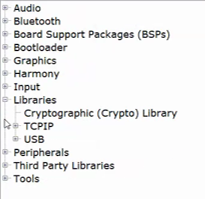 Audio
Bluetooth
Board Support Packages (BSPs)
Bootloader
Graphics
Harmony
Input
Libraries
Cryptographic (Crypto) Library
TCPIP
USB
Peripherals
Third Party Libraries
Tools